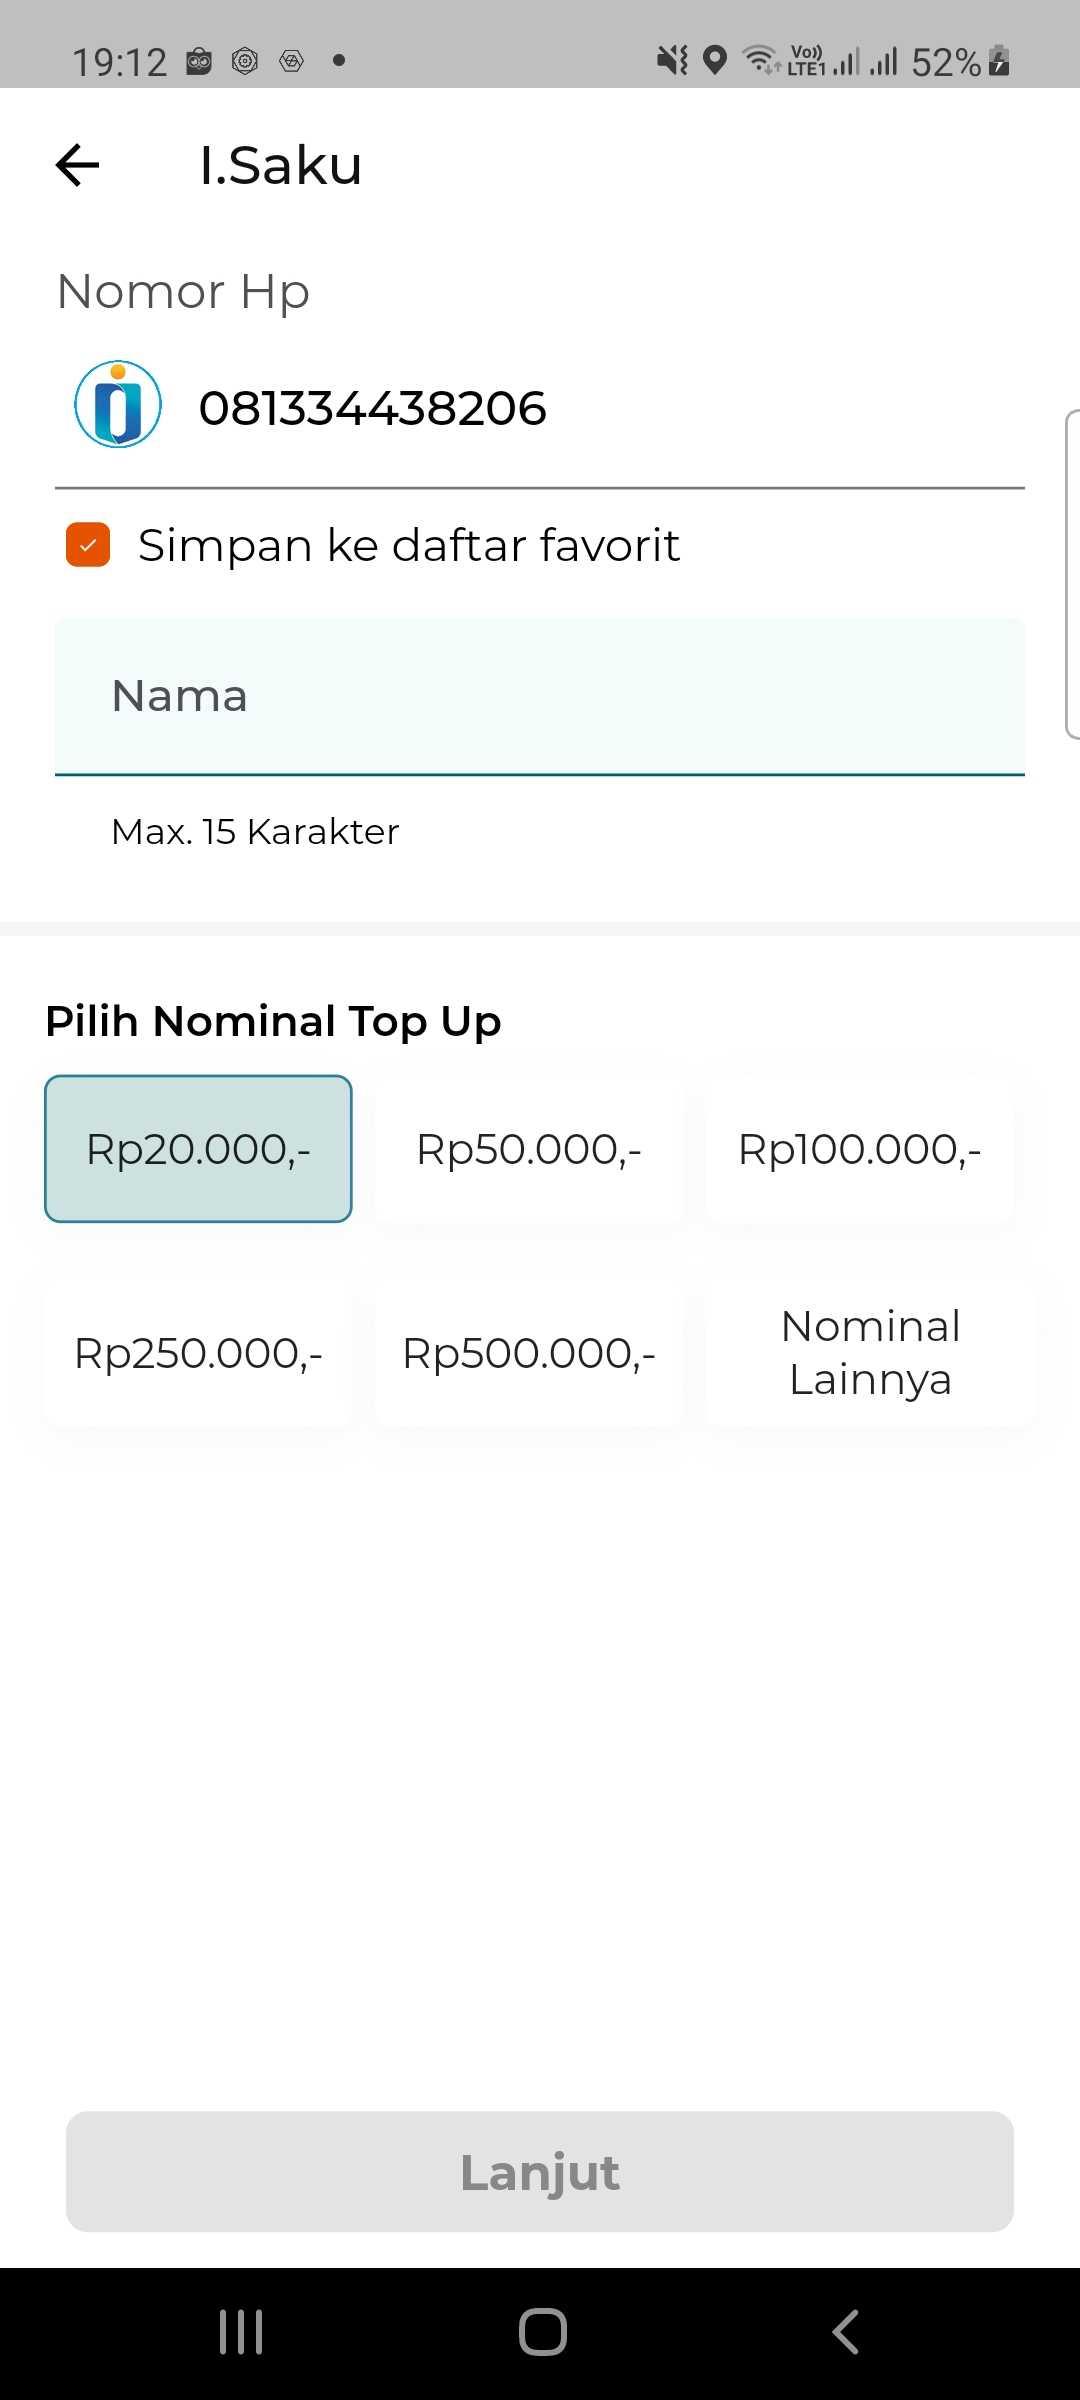 19:12 Vo)) LTE1 52%
I.Saku
Nomor Hp
081334438206
Simpan ke daftar favorit
Nama
Max. 15 Karakter
Pilih Nominal Top Up
Rp20.000,- Rp50.000,- Rp100.000,-
Rp250.000,- Rp500.000,- Nominal
Lainnya
Lanjut